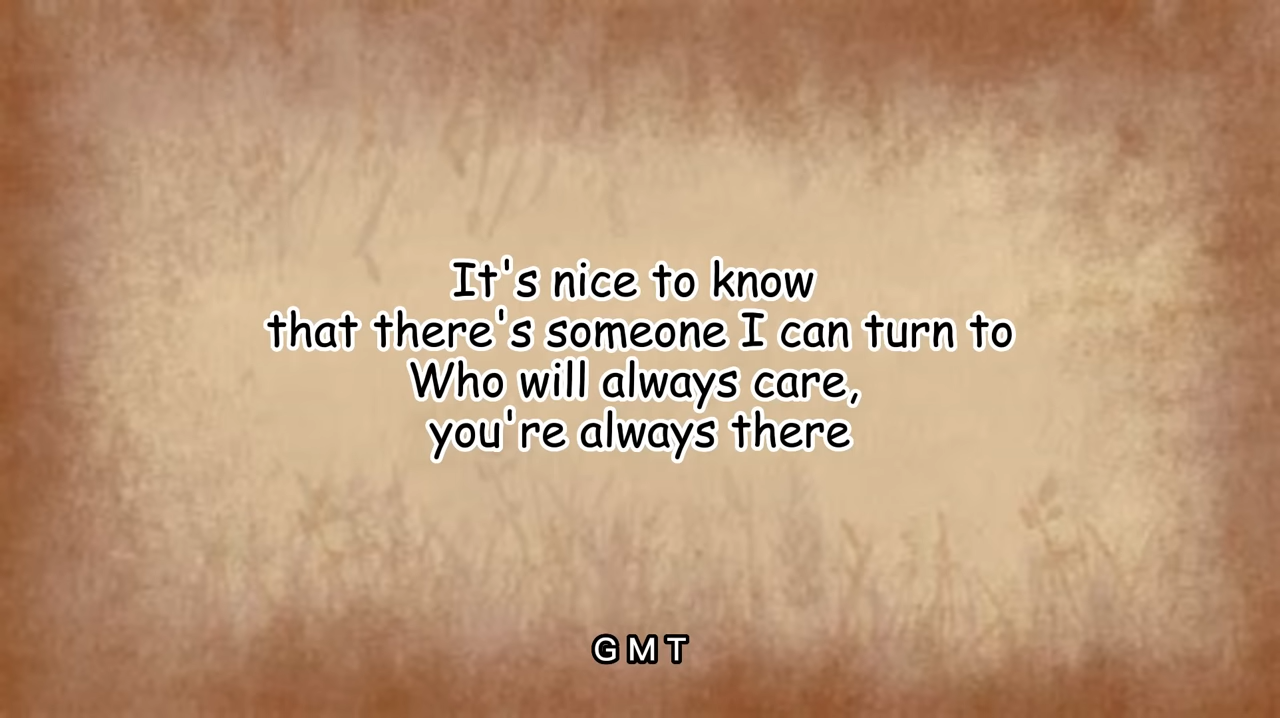 It's nice to know
that there's someone I can turn to
Who will always care,
you're always there
GMT